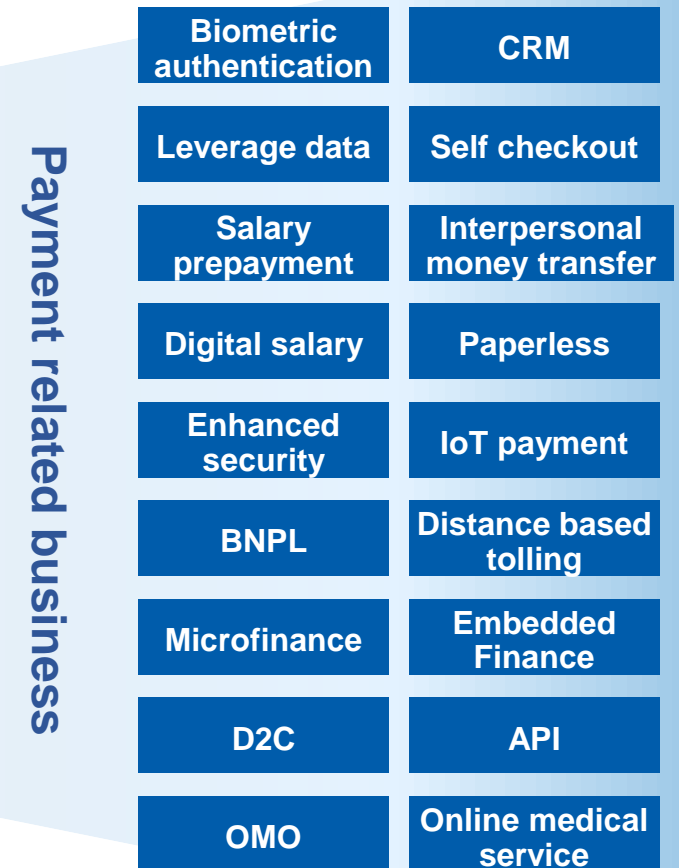 Payment related business
Biometric
authentication
CRM
Leverage data
Self checkout
Salary
prepayment
Interpersonal
money transfer
Digital salary
Paperless
Enhanced
security
IoT payment
BNPL
Distance based
tolling
Microfinance
Embedded
Finance
D2C
API
OMO
Online medical
service